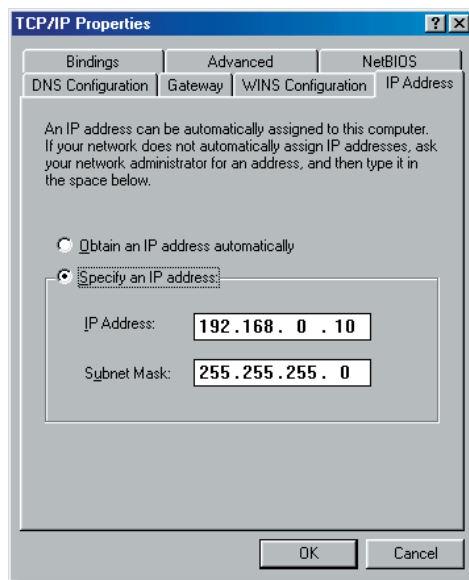 TCP/IP Properties
? ×
Bindings Advanced NetBIOS
DNS Configuration Gateway WINS Configuration IP Address
An IP address can be automatically assigned to this computer.
If your network does not automatically assign IP addresses, ask
your network administrator for an address, and then type it in
the space below.
Obtain an IP address automatically
Specify an IP address:
IP Address: 192.168. 0 .10
Subnet Mask: 255.255.255. 0
OK Cancel